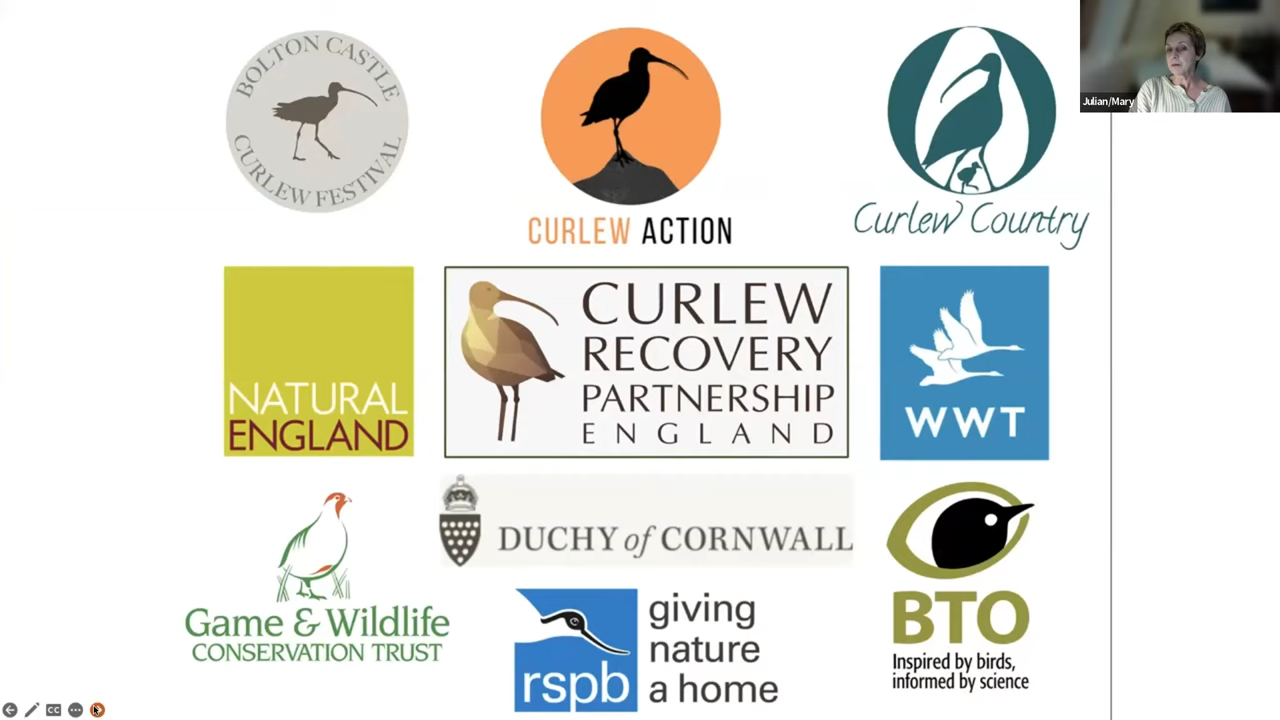 BOLTON CASTLE
CURLEW FESTIVAL
CURLEW ACTION
Curlew Country
Julian/Mary
NATURAL
ENGLAND
CURLEW
RECOVERY
PARTNERSHIP
ENGLAND
WWT
Game & Wildlife
CONSERVATION TRUST
DUCHY of CORNWALL
rspb
giving
nature
a home
BTO
Inspired by birds,
informed by science
CC